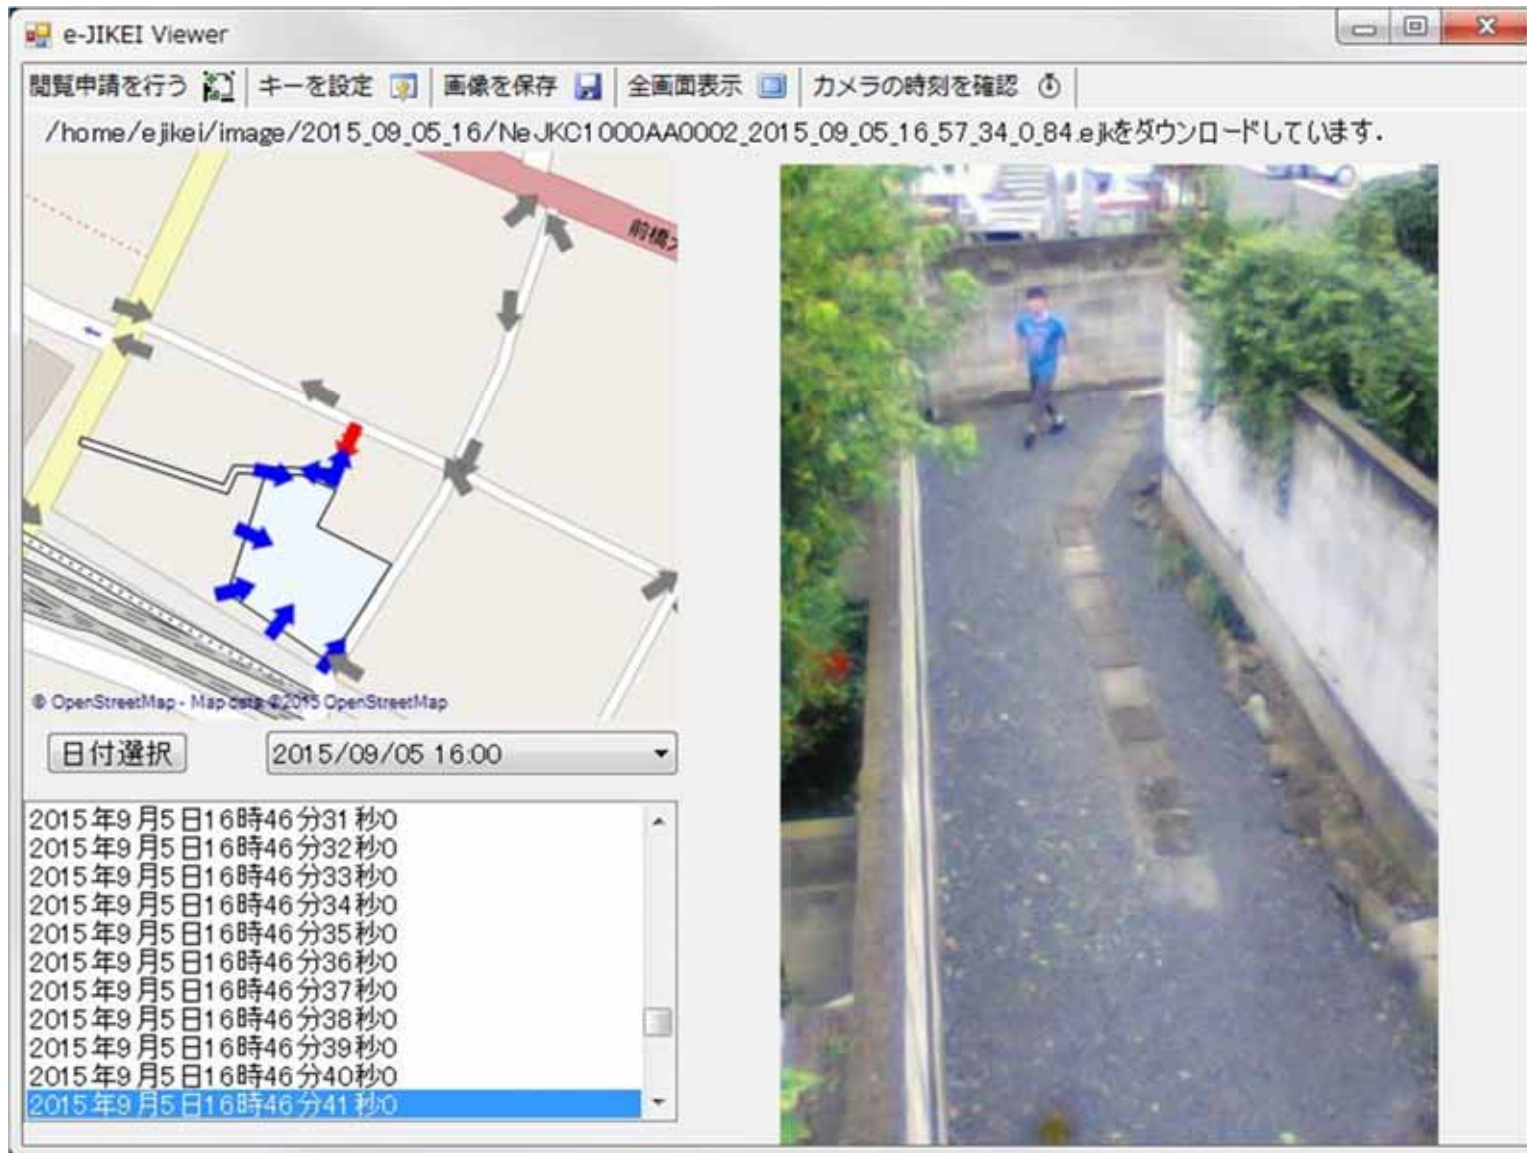 e-JIKEI Viewer
閲覧申請を行う キーを設定 画像を保存 全画面表示 カメラの時刻を確認
/home/ejikei/image/2015_09_05_16/NeJKC1000AA0002_2015_09_05_16_57_34_0_84.ejkをダウンロードしています.
前橋
© OpenStreetMap - Map data ©2015 OpenStreetMap
日付選択 2015/09/05 16:00
2015年9月5日16時46分31秒0
2015年9月5日16時46分32秒0
2015年9月5日16時46分33秒0
2015年9月5日16時46分34秒0
2015年9月5日16時46分35秒0
2015年9月5日16時46分36秒0
2015年9月5日16時46分37秒0
2015年9月5日16時46分38秒0
2015年9月5日16時46分39秒0
2015年9月5日16時46分40秒0
2015年9月5日16時46分41秒0